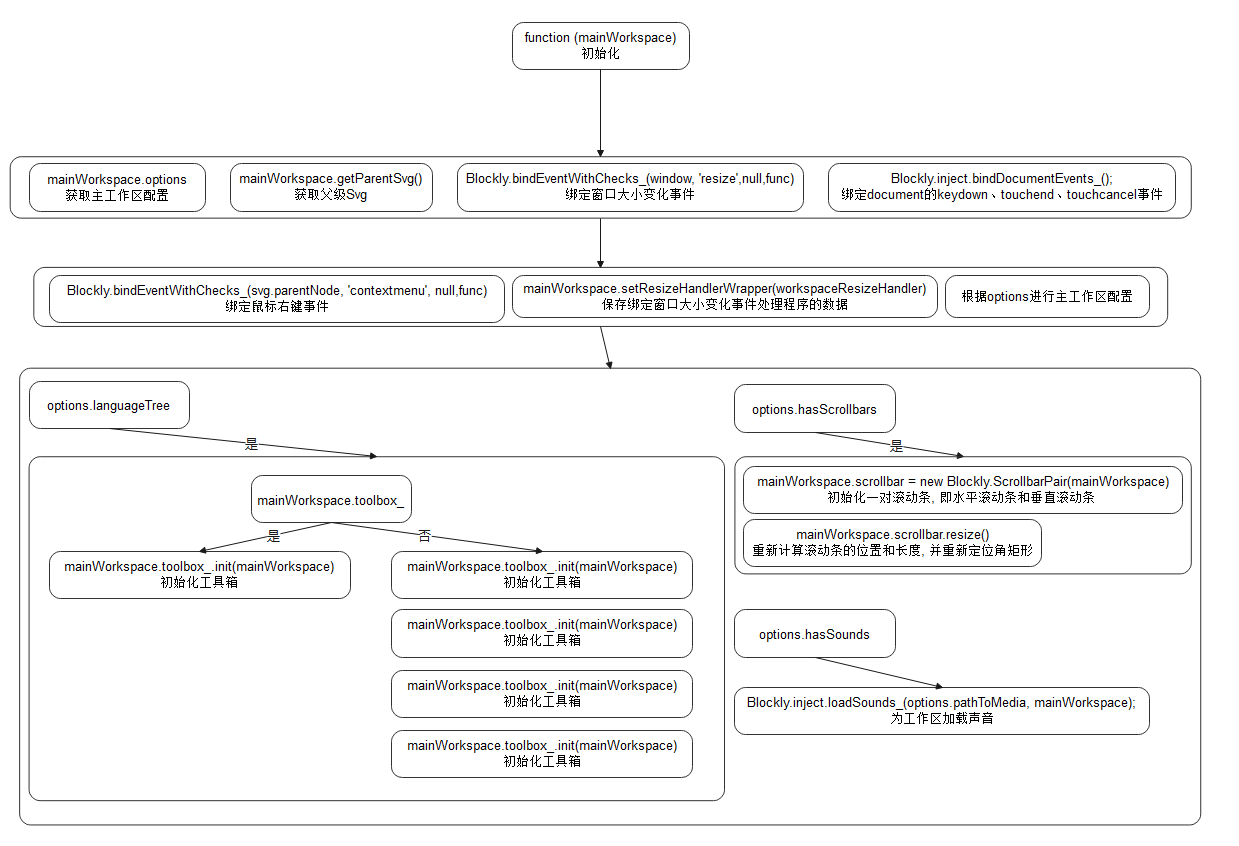 function (mainWorkspace)
初始化
mainWorkspace.options
获取主工作区配置
mainWorkspace.getParentSvg()
获取父级Svg
Blockly.bindEventWithChecks_(window, 'resize',null,func)
绑定窗口大小变化事件
Blockly.inject.bindDocumentEvents_();
绑定document的keydown、touchend、touchcancel事件
Blockly.bindEventWithChecks_(svg.parentNode, 'contextmenu', null,func)
绑定鼠标右键事件
mainWorkspace.setResizeHandlerWrapper(workspaceResizeHandler)
保存绑定窗口大小变化事件处理程序的数据
根据options进行主工作区配置
options.languageTree
是
mainWorkspace.toolbox_
是
否
mainWorkspace.toolbox_.init(mainWorkspace)
初始化工具箱
mainWorkspace.toolbox_.init(mainWorkspace)
初始化工具箱
mainWorkspace.toolbox_.init(mainWorkspace)
初始化工具箱
mainWorkspace.toolbox_.init(mainWorkspace)
初始化工具箱
mainWorkspace.toolbox_.init(mainWorkspace)
初始化工具箱
options.hasScrollbars
是
mainWorkspace.scrollbar = new Blockly.ScrollbarPair(mainWorkspace)
初始化一对滚动条, 即水平滚动条和垂直滚动条
mainWorkspace.scrollbar.resize()
重新计算滚动条的位置和长度, 并重新定位角矩形
options.hasSounds
Blockly.inject.loadSounds_(options.pathToMedia, mainWorkspace);
为工作区加载声音